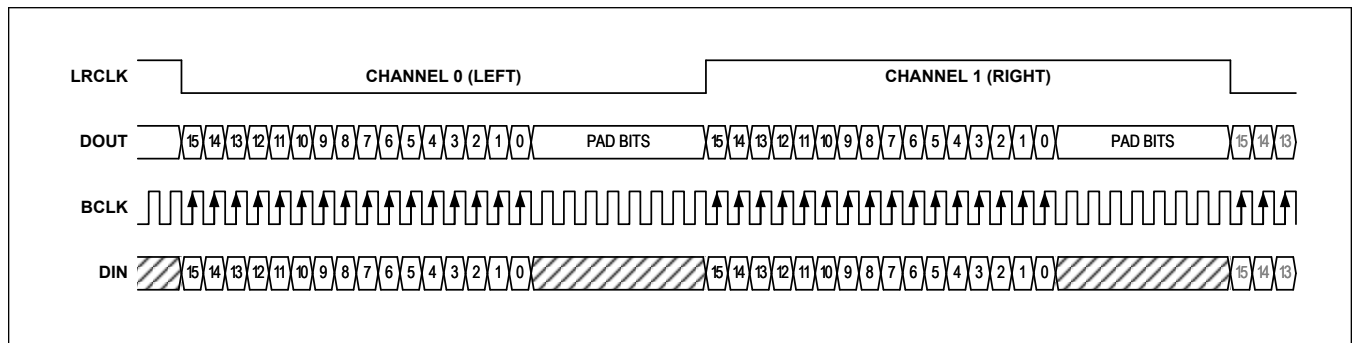 LRCLK CHANNEL 0 (LEFT) CHANNEL 1 (RIGHT)
DOUT 15 14 13 12 11 10 9 8 7 6 5 4 3 2 1 0 PAD BITS 15 14 13 12 11 10 9 8 7 6 5 4 3 2 1 0 PAD BITS 15 14 13
BCLK
DIN 15 14 13 12 11 10 9 8 7 6 5 4 3 2 1 0 15 14 13 12 11 10 9 8 7 6 5 4 3 2 1 0 15 14 13